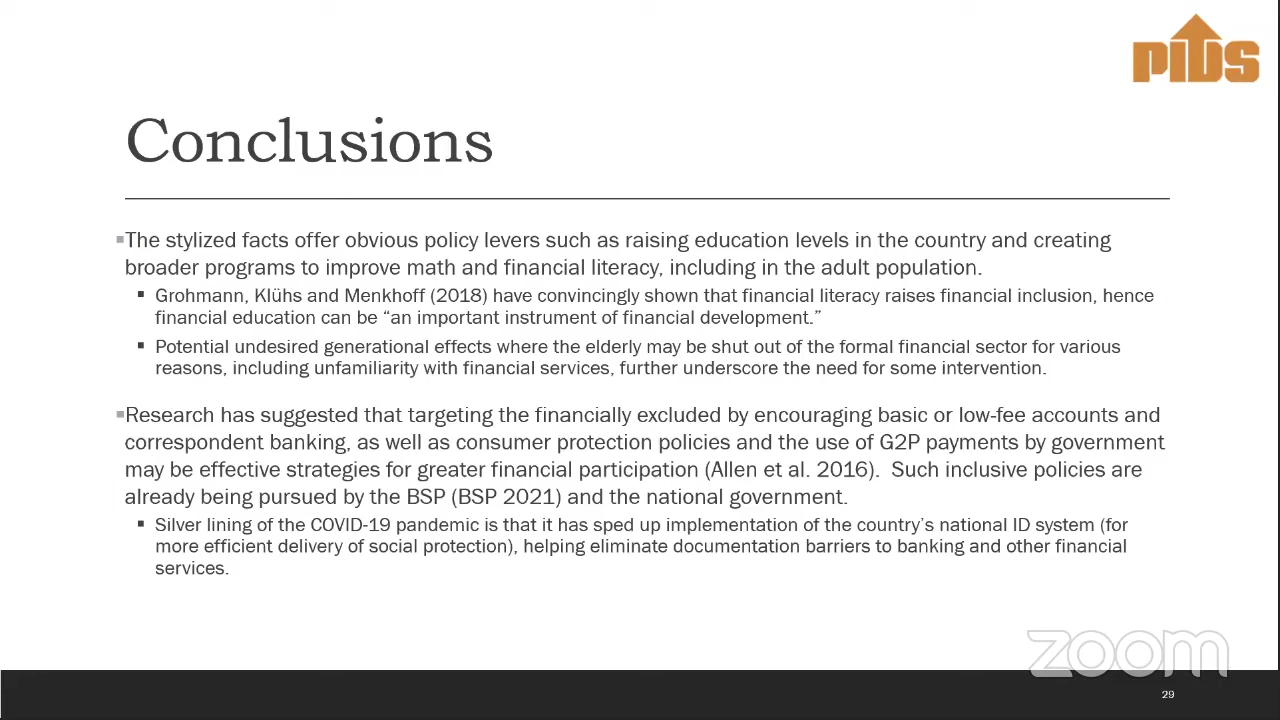 PIDS
Conclusions
▪The stylized facts offer obvious policy levers such as raising education levels in the country and creating
broader programs to improve math and financial literacy, including in the adult population.
▪ Grohmann, Klühs and Menkhoff (2018) have convincingly shown that financial literacy raises financial inclusion, hence
financial education can be “an important instrument of financial development.”
▪ Potential undesired generational effects where the elderly may be shut out of the formal financial sector for various
reasons, including unfamiliarity with financial services, further underscore the need for some intervention.
▪Research has suggested that targeting the financially excluded by encouraging basic or low-fee accounts and
correspondent banking, as well as consumer protection policies and the use of G2P payments by government
may be effective strategies for greater financial participation (Allen et al. 2016).  Such inclusive policies are
already being pursued by the BSP (BSP 2021) and the national government.
▪ Silver lining of the COVID-19 pandemic is that it has sped up implementation of the country’s national ID system (for
more efficient delivery of social protection), helping eliminate documentation barriers to banking and other financial
services.
zoom
29